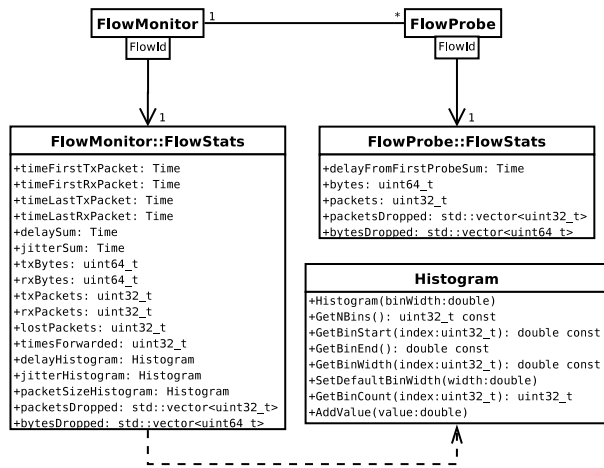 FlowMonitor
1
*
FlowProbe
FlowId
FlowId
1
1
FlowMonitor::FlowStats
+timeFirstTxPacket: Time
+timeFirstRxPacket: Time
+timeLastTxPacket: Time
+timeLastRxPacket: Time
+delaySum: Time
+jitterSum: Time
+txBytes: uint64_t
+rxBytes: uint64_t
+txPackets: uint32_t
+rxPackets: uint32_t
+lostPackets: uint32_t
+timesForwarded: uint32_t
+delayHistogram: Histogram
+jitterHistogram: Histogram
+packetSizeHistogram: Histogram
+packetsDropped: std::vector<uint32_t>
+bytesDropped: std::vector<uint64_t>
FlowProbe::FlowStats
+delayFromFirstProbeSum: Time
+bytes: uint64_t
+packets: uint32_t
+packetsDropped: std::vector<uint32_t>
+bytesDropped: std::vector<uint64_t>
Histogram
+Histogram(binWidth:double)
+GetNBins(): uint32_t const
+GetBinStart(index:uint32_t): double const
+GetBinEnd(): double const
+GetBinWidth(index:uint32_t): double const
+SetDefaultBinWidth(width:double)
+GetBinCount(index:uint32_t): uint32_t
+AddValue(value:double)